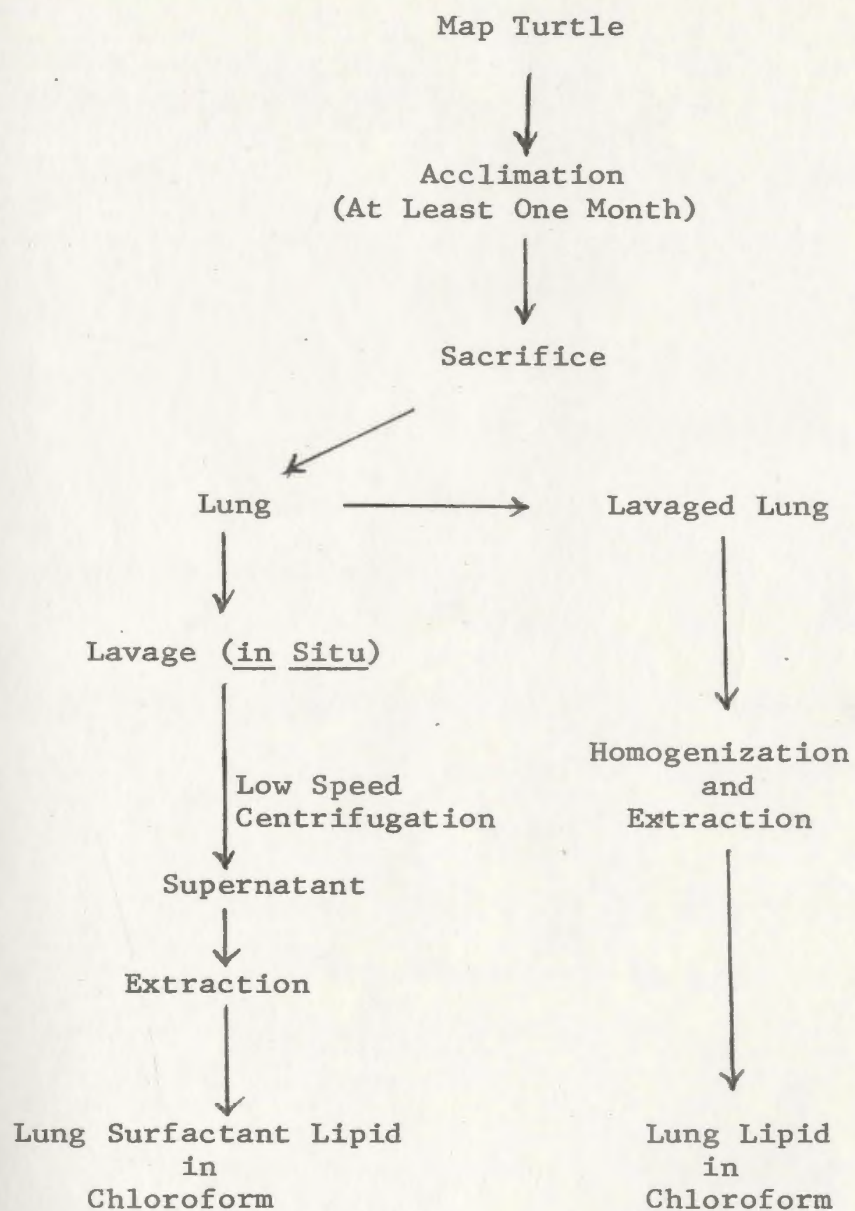 Map Turtle
Acclimation
(At Least One Month)
Sacrifice
Lung
Lavaged Lung
Lavage (in Situ)
Low Speed
Centrifugation
Supernatant
Extraction
Lung Surfactant Lipid
in
Chloroform
Homogenization
and
Extraction
Lung Lipid
in
Chloroform